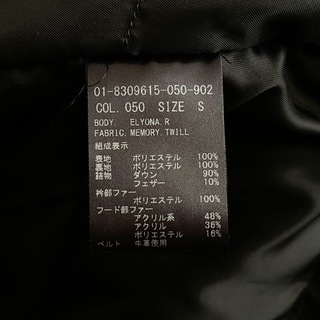 01-8309615-050-902
COL. 050 SIZE S
BODY. ELYONA.R
FABRIC. MEMORY. TWILL
組成表示
表地 ポリエステル 100%
裏地 ポリエステル 100%
詰物 ダウン 90%
フェザー 10%
衿部ファー
ポリエステル 100%
フード部ファー
アクリル系 48%
アクリル 36%
ポリエステル 16%
ベルト 牛革使用